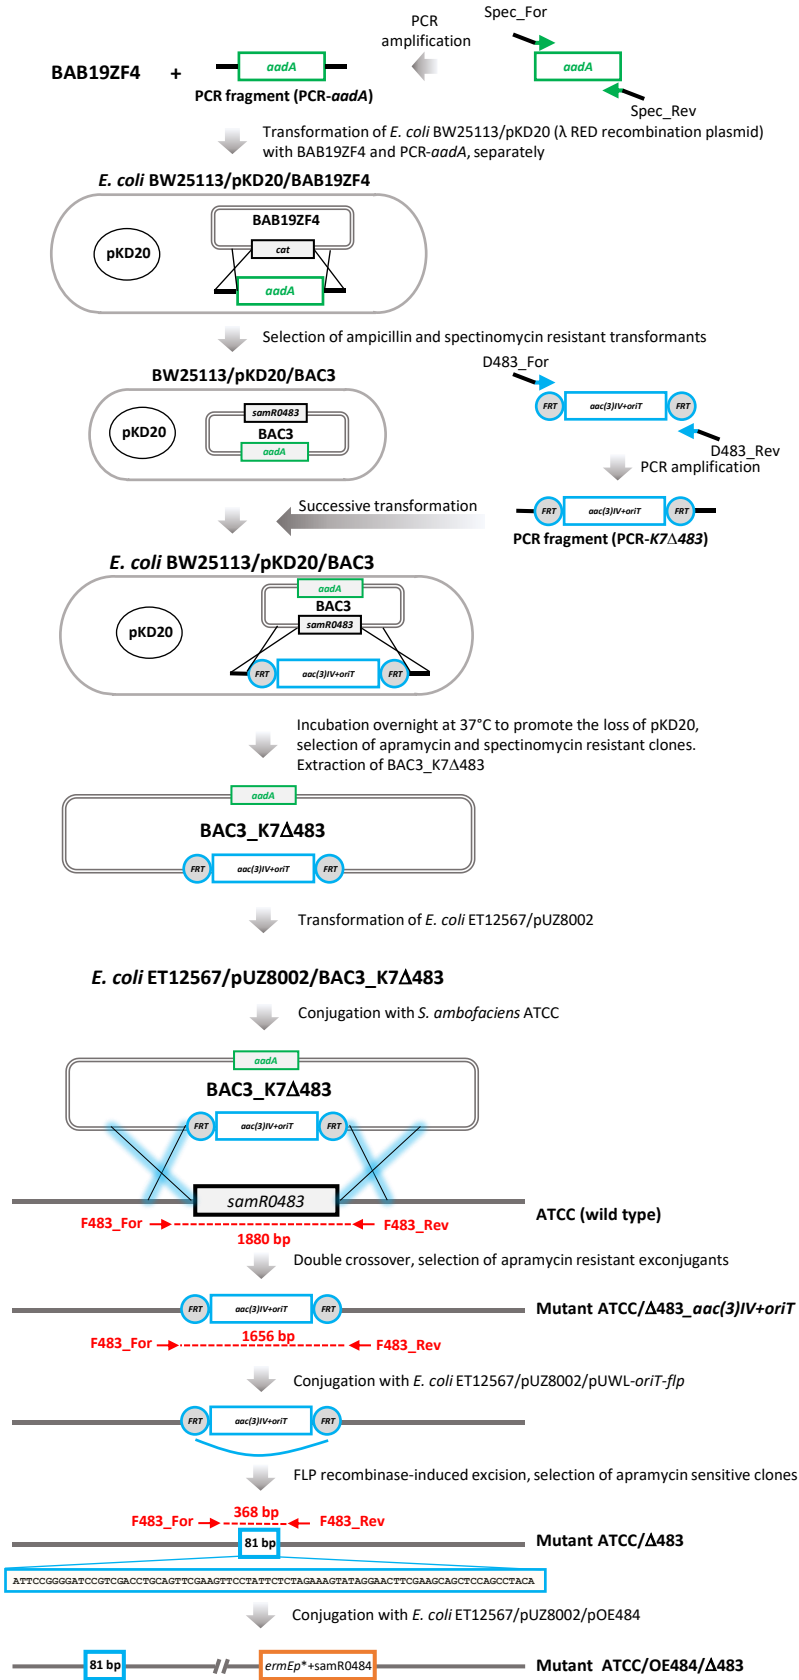 Spec_For
PCR
amplification
aadA
aadA
BAB19ZF4 +
PCR fragment (PCR-aadA)
Spec_Rev
Transformation of E. coli BW25113/pKD20 (λ RED recombination plasmid)
with BAB19ZF4 and PCR-aadA, separately
E. coli BW25113/pKD20/BAB19ZF4
BAB19ZF4
pKD20
cat
aadA
Selection of ampicillin and spectinomycin resistant transformants
D483_For
BW25113/pKD20/BAC3
FRT
aac(3)IV+oriT
FRT
samR0483
pKD20
BAC3
aadA
D483_Rev
PCR amplification
Successive transformation
FRT
aac(3)IV+oriT
FRT
PCR fragment (PCR-K7Δ483)
E. coli BW25113/pKD20/BAC3
aadA
BAC3
pKD20
samR0483
FRT
aac(3)IV+oriT
FRT
Incubation overnight at 37°C to promote the loss of pKD20,
selection of apramycin and spectinomycin resistant clones.
Extraction of BAC3_K7Δ483
aadA
BAC3_K7Δ483
FRT
aac(3)IV+oriT
FRT
Transformation of E. coli ET12567/pUZ8002
E. coli ET12567/pUZ8002/BAC3_K7Δ483
Conjugation with S. ambofaciens ATCC
aadA
BAC3_K7Δ483
FRT
aac(3)IV+oriT
FRT
samR0483
ATCC (wild type)
F483_For
F483_Rev
1880 bp
Double crossover, selection of apramycin resistant exconjugants
FRT
aac(3)IV+oriT
FRT
Mutant ATCC/Δ483_aac(3)IV+oriT
1656 bp
F483_For
F483_Rev
Conjugation with E. coli ET12567/pUZ8002/pUWL-oriT-flp
FRT
aac(3)IV+oriT
FRT
FLP recombinase-induced excision, selection of apramycin sensitive clones
368 bp
F483_For
F483_Rev
81 bp
Mutant ATCC/Δ483
ATTCCGGGGATCCGTCGACCTGCAGTTCGAAGTTCCTATTCTCTAGAAAGTATAGGAACTTCGAAGCAGCTCCAGCCTACA
Conjugation with E. coli ET12567/pUZ8002/pOE484
81 bp
ermEp*+samR0484
Mutant ATCC/OE484/Δ483